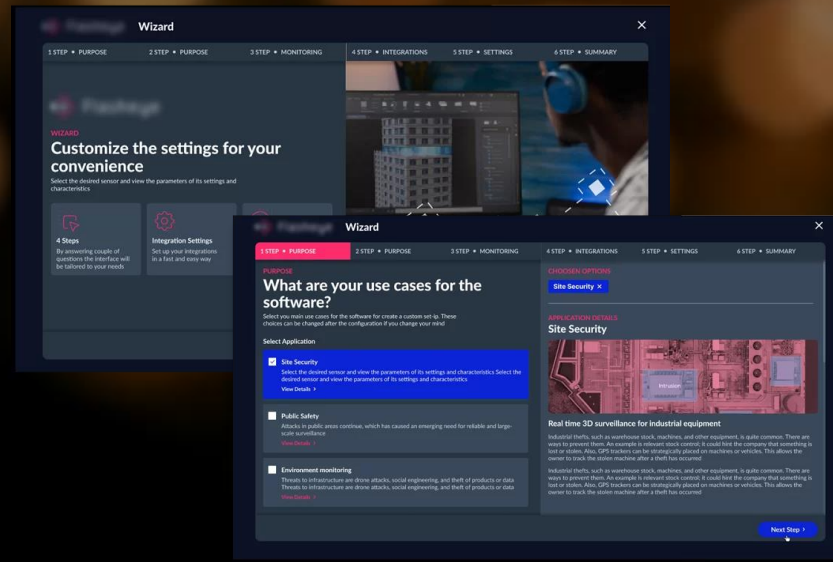 Wizard
1 STEP • PURPOSE
2 STEP • PURPOSE
3 STEP • MONITORING
4 STEP • INTEGRATIONS
5 STEP • SETTINGS
6 STEP • SUMMARY
WIZARD
Customize the settings for your
convenience
Select the desired sensor and view the parameters of its settings and
characteristics
4 Steps
By answering couple of
questions the interface will
be tailored to your needs
Integration Settings
Set up your integrations
in a fast and easy way
Wizard
1 STEP • PURPOSE
2 STEP • PURPOSE
3 STEP • MONITORING
4 STEP • INTEGRATIONS
5 STEP • SETTINGS
6 STEP • SUMMARY
PURPOSE
What are your use cases for the
software?
Select you main use cases for the software for create a custom set-ip. These
choices can be changed after the configuration if you change your mind
Select Application
Site Security
Select the desired sensor and view the parameters of its settings and characteristics Select the
desired sensor and view the parameters of its settings and characteristics
View Details >
Public Safety
Attacks in public areas continue, which has caused an emerging need for reliable and large-
scale surveillance
View Details >
Environment monitoring
Threats to infrastructure are drone attacks, social engineering, and theft of products or data
Threats to infrastructure are drone attacks, social engineering, and theft of products or data
View Details >
CHOOSEN OPTIONS
Site Security ×
APPLICATION DETAILS
Site Security
Intrusion
Real time 3D surveillance for industrial equipment
Industrial thefts, such as warehouse stock, machines, and other equipment, is quite common. There are
ways to prevent them. An example is relevant stock control; it could hint the company that something is
lost or stolen. Also, GPS trackers can be strategically placed on machines or vehicles. This allows the
owner to track the stolen machine after a theft has occurred
Industrial thefts, such as warehouse stock, machines, and other equipment, is quite common. There are
ways to prevent them. An example is relevant stock control; it could hint the company that something is
lost or stolen. Also, GPS trackers can be strategically placed on machines or vehicles. This allows the
owner to track the stolen machine after a theft has occurred
Next Step >